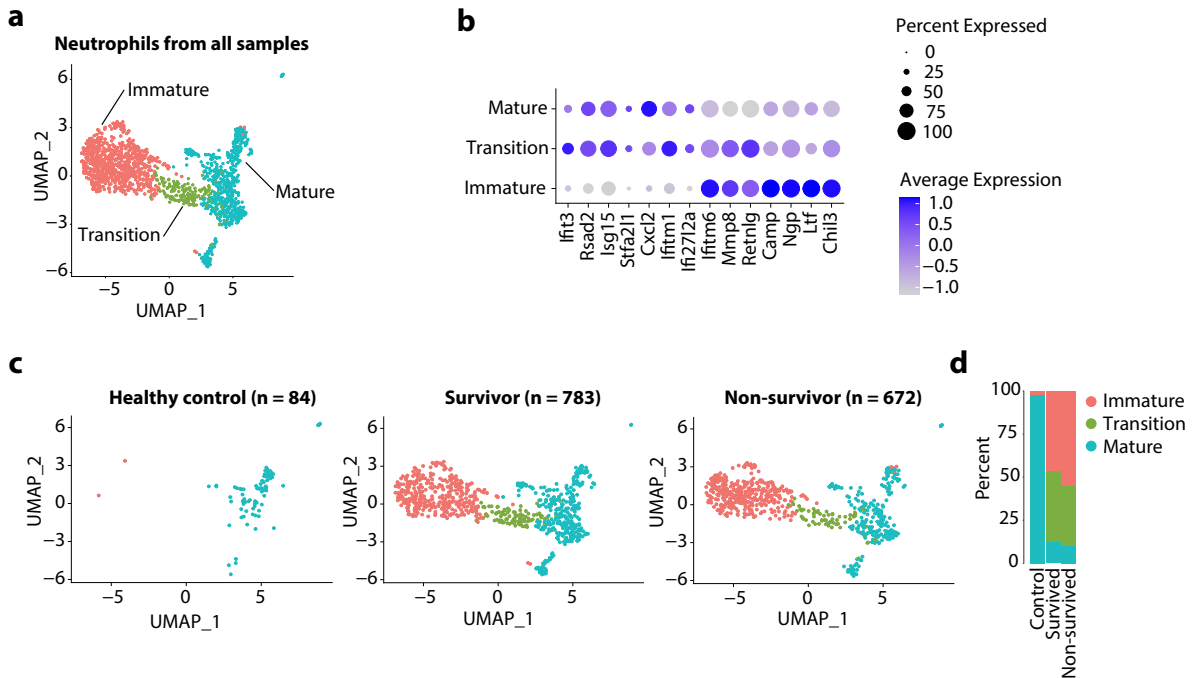 a
Neutrophils from all samples
6
3
0
−3
−6
UMAP_2
−5
0
5
UMAP_1
Immature
Mature
Transition
b
Mature
Transition
Immature
Ifit3
Rsad2
Isg15
Stfa2l1
Cxcl2
Ifitm1
Ifi27l2a
Ifitm6
Mmp8
Retnlg
Camp
Ngp
Ltf
Chil3
Percent Expressed
0
25
50
75
100
Average Expression
1.0
0.5
0.0
−0.5
−1.0
c
Healthy control (n = 84)
6
3
0
−3
−6
UMAP_2
−5
0
5
UMAP_1
Survivor (n = 783)
6
3
0
−3
−6
UMAP_2
−5
0
5
UMAP_1
Non-survivor (n = 672)
6
3
0
−3
−6
UMAP_2
−5
0
5
UMAP_1
d
100
75
50
25
0
Percent
Control
Survived
Non-survived
Immature
Transition
Mature